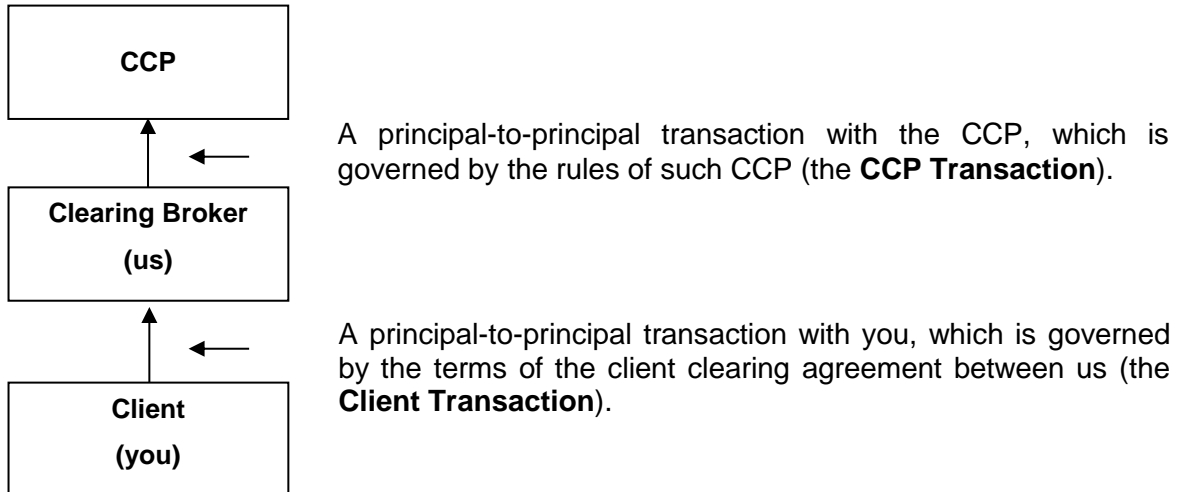 CCP
A principal-to-principal transaction with the CCP, which is
governed by the rules of such CCP (the CCP Transaction).
Clearing Broker
(us)
A principal-to-principal transaction with you, which is governed
by the terms of the client clearing agreement between us (the
Client Transaction).
Client
(you)